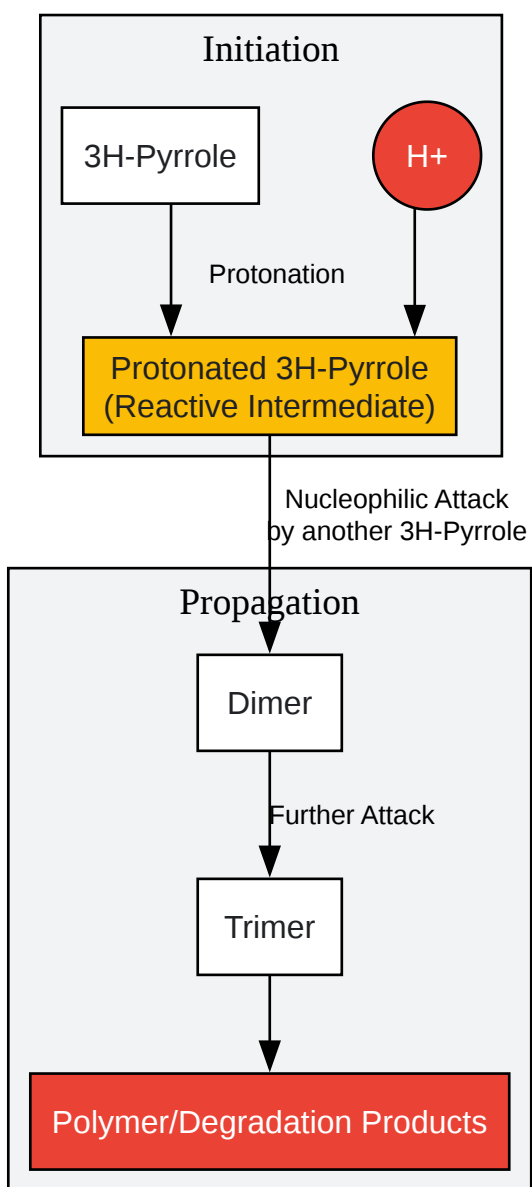 Initiation
3H-Pyrrole
H+
Protonation
Protonated 3H-Pyrrole
(Reactive Intermediate)
Nucleophilic Attack
by another 3H-Pyrrole
Propagation
Dimer
Further Attack
Trimer
Polymer/Degradation Products